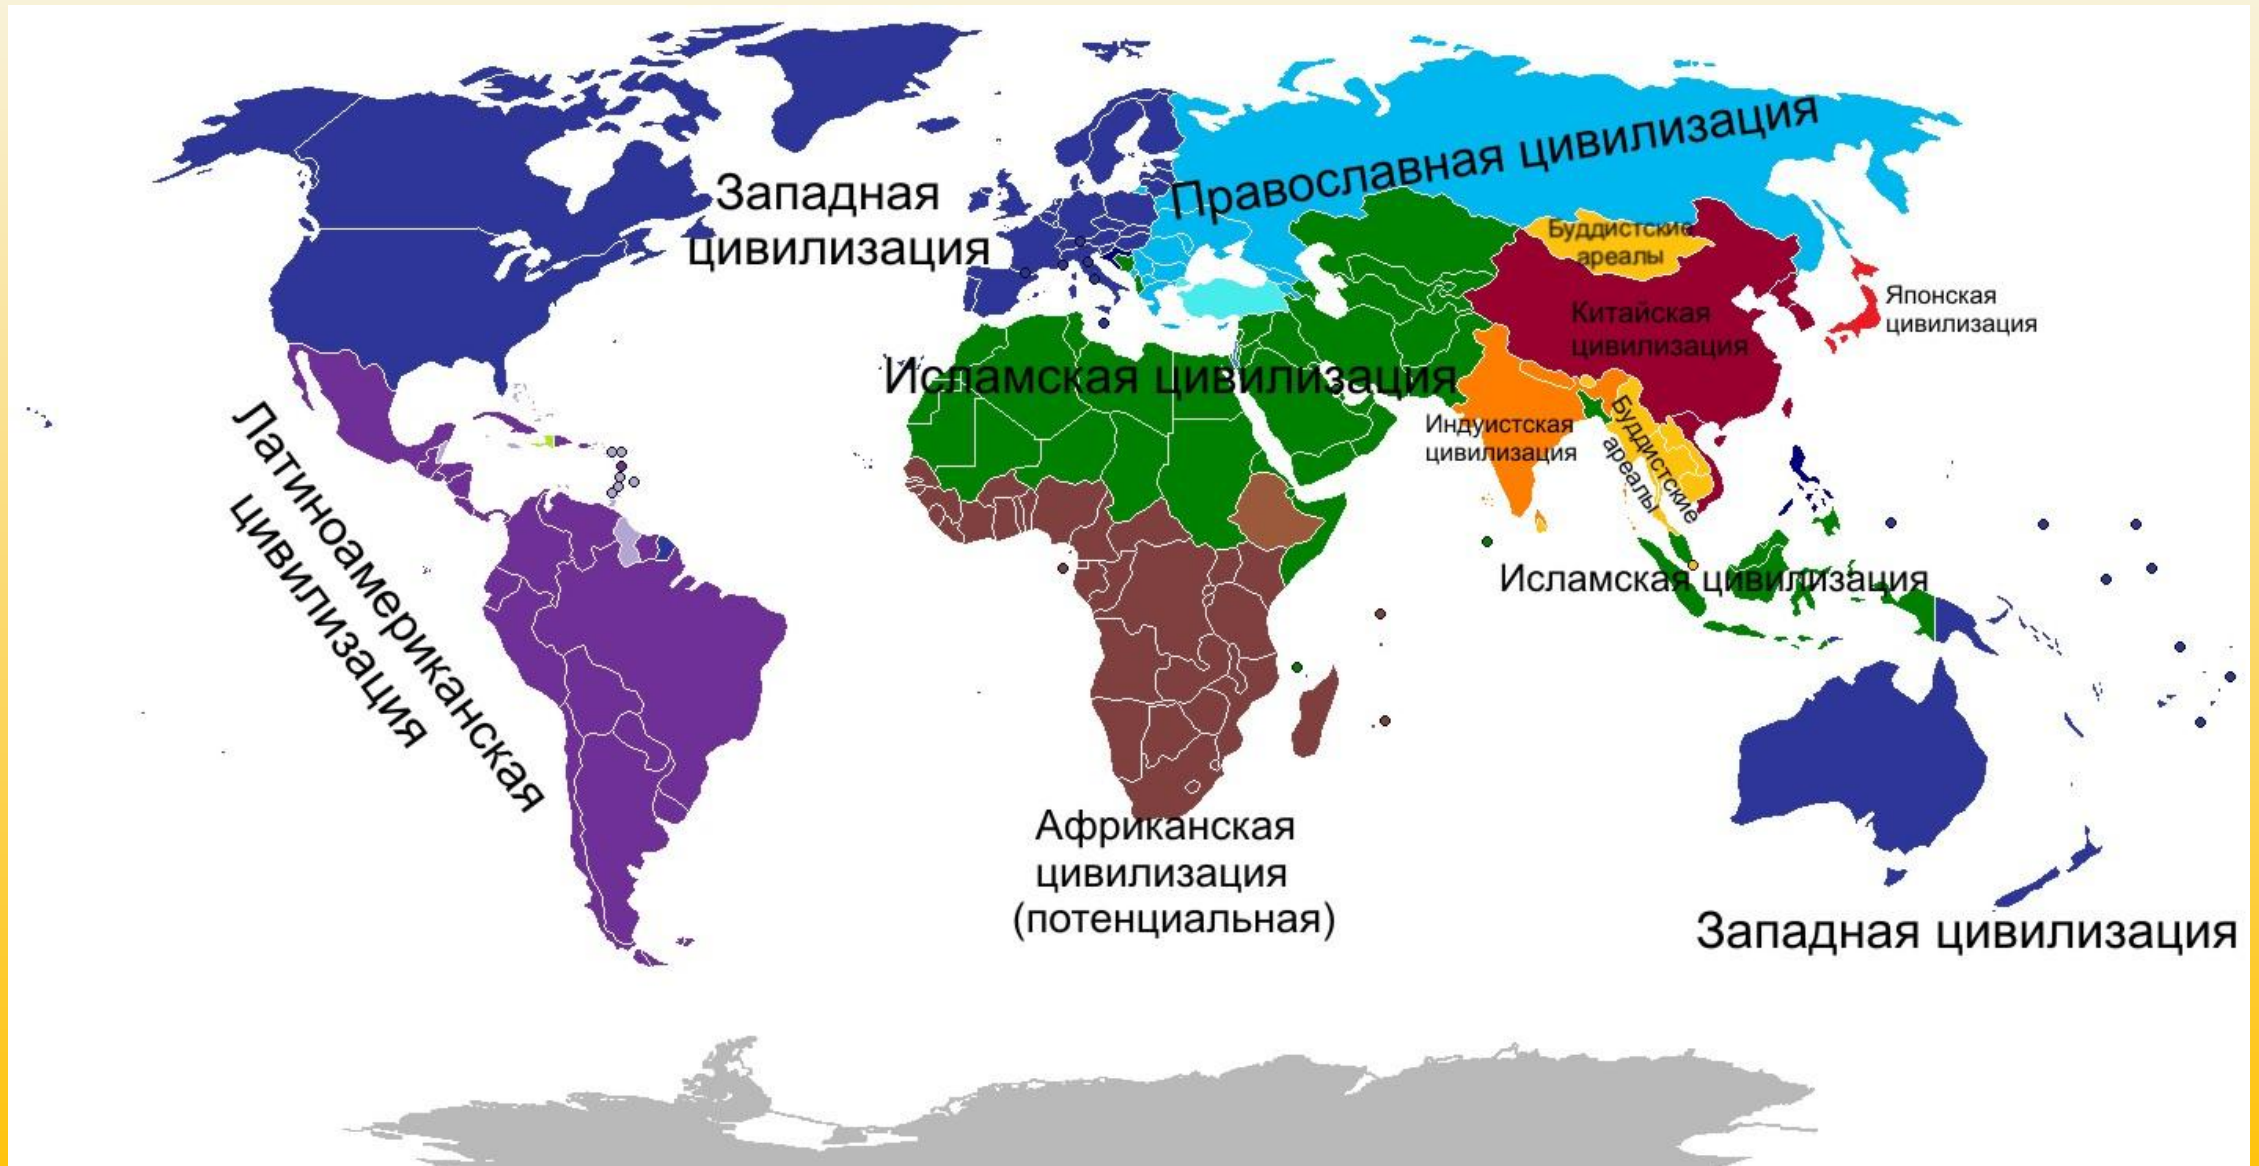 Западная
цивилизация
Православная цивилизация
Буддистские
ареалы
Японская
цивилизация
Китайская
цивилизация
Исламская цивилизация
Индуистская
цивилизация
Буддистские
ареалы
Латиноамериканская
цивилизация
Исламская цивилизация
Африканская
цивилизация
(потенциальная)
Западная цивилизация